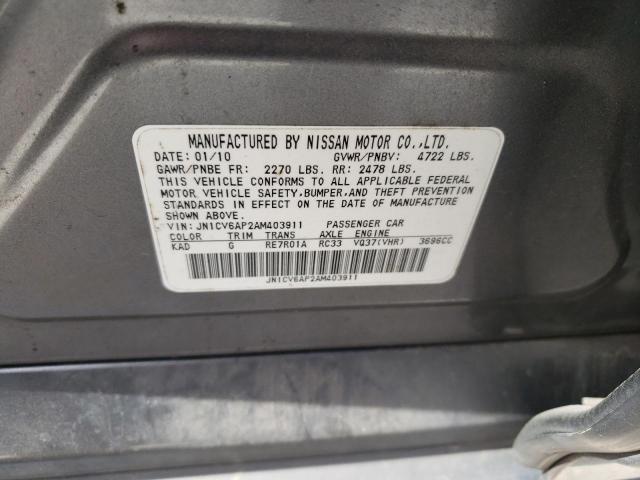 MANUFACTURED BY NISSAN MOTOR CO.,LTD.
DATE: 01/10 GVWR/PNBV: 4722 LBS.
GAWR/PNBE FR: 2270 LBS. RR: 2478 LBS.
THIS VEHICLE CONFORMS TO ALL APPLICABLE FEDERAL
MOTOR VEHICLE SAFETY, BUMPER, AND THEFT PREVENTION
STANDARDS IN EFFECT ON THE DATE OF MANUFACTURE
SHOWN ABOVE.
VIN: JN1CV6AP2AM403911 PASSENGER CAR
COLOR TRIM TRANS AXLE ENGINE
KAD G RE7R01A RC33 VQ37(VHR) 3696CC
JN1CV6AP2AM403911